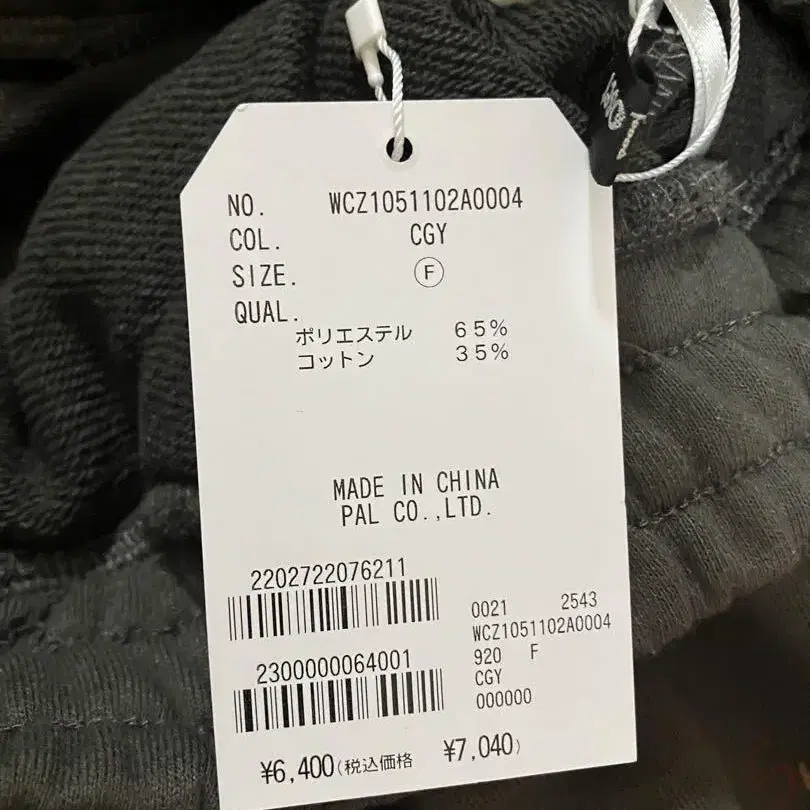 NO. WCZ1051102A0004
COL. CGY
SIZE. Ⓕ
QUAL.
ポリエステル 65%
コットン 35%
MADE IN CHINA
PAL CO.,LTD.
2202722076211
2300000064001
0021 2543
WCZ1051102A0004
920 F
CGY
000000
¥6,400(税込価格 ¥7,040)